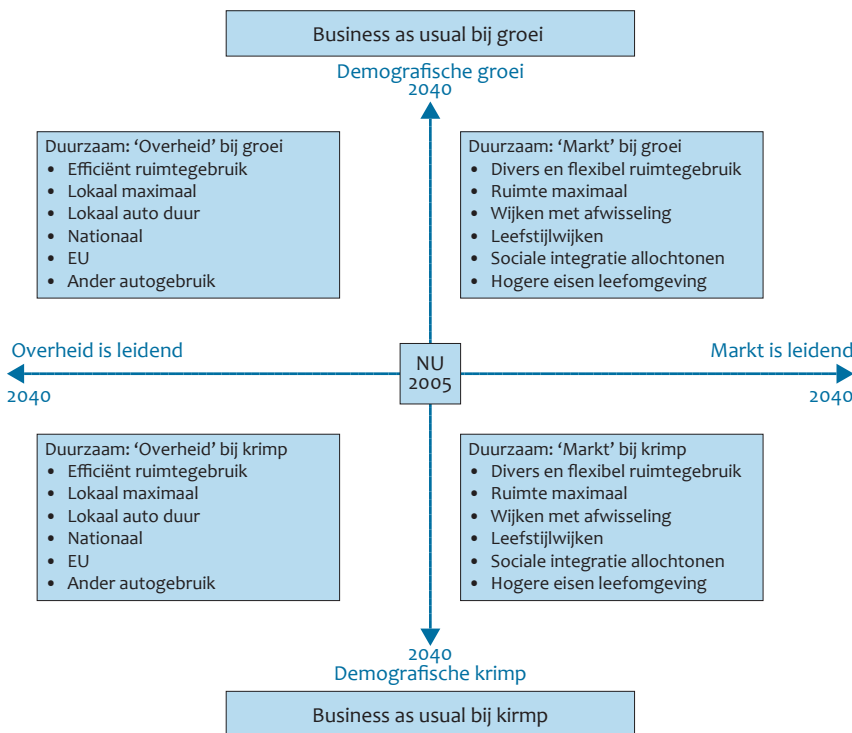 Business as usual bij groei
Demografische groei
2040
Duurzaam: ‘Overheid’ bij groei
• Efficiënt ruimtegebruik
• Lokaal maximaal
• Lokaal auto duur
• Nationaal
• EU
• Ander autogebruik
Duurzaam: ‘Markt’ bij groei
• Divers en flexibel ruimtegebruik
• Ruimte maximaal
• Wijken met afwisseling
• Leefstijlwijken
• Sociale integratie allochtonen
• Hogere eisen leefomgeving
Overheid is leidend
2040
NU
2005
Markt is leidend
2040
Duurzaam: ‘Overheid’ bij krimp
• Efficiënt ruimtegebruik
• Lokaal maximaal
• Lokaal auto duur
• Nationaal
• EU
• Ander autogebruik
Duurzaam: ‘Markt’ bij krimp
• Divers en flexibel ruimtegebruik
• Ruimte maximaal
• Wijken met afwisseling
• Leefstijlwijken
• Sociale integratie allochtonen
• Hogere eisen leefomgeving
2040
Demografische krimp
Business as usual bij kirmp